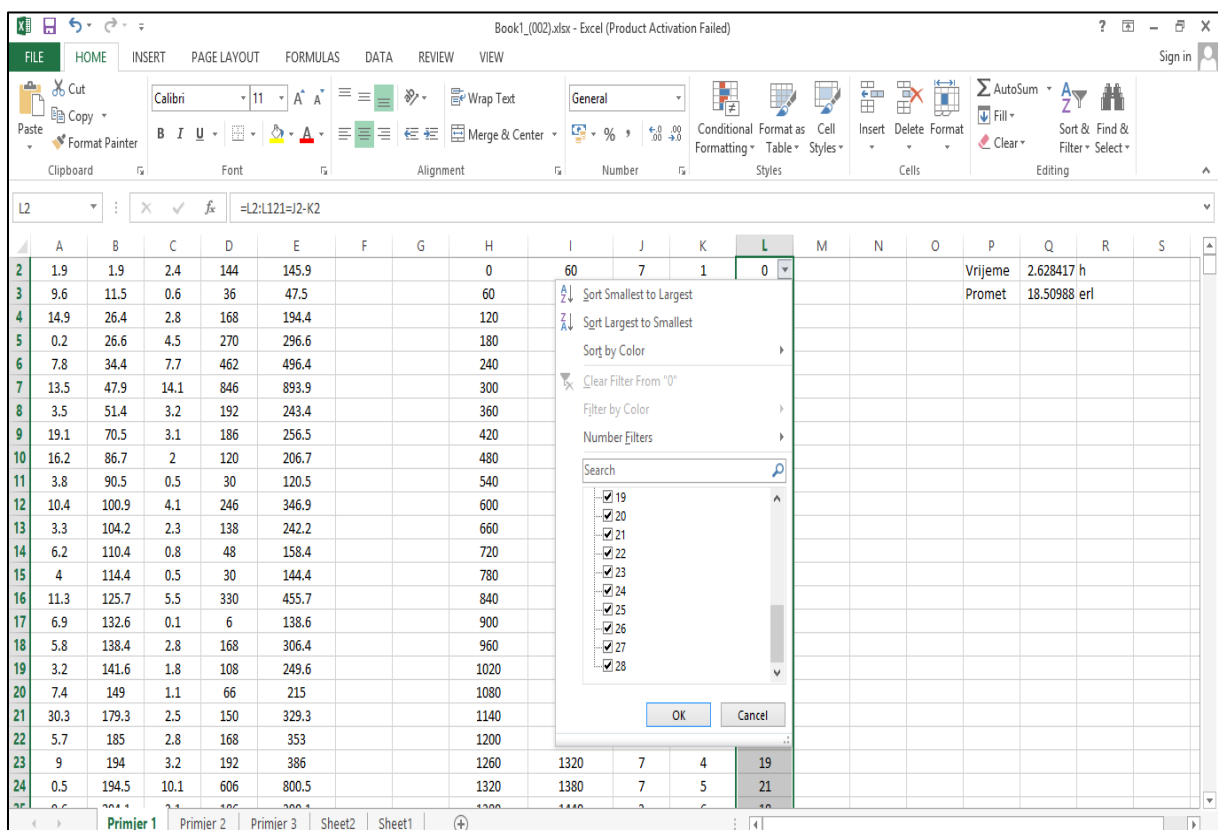 Book1_(002).xlsx - Excel (Product Activation Failed)
FILE HOME INSERT PAGE LAYOUT FORMULAS DATA REVIEW VIEW Sign in
Paste
Cut
Copy
Format Painter
Clipboard
Calibri 11
B I U
Font
Wrap Text
Merge & Center
Alignment
General
% ,
Number
Conditional Formatting
Format as Table
Cell Styles
Styles
Insert Delete Format
Cells
AutoSum
Fill
Clear
Sort & Filter
Find & Select
Editing
L2 fx =L2:L121=J2-K2
A B C D E F G H I J K L M N O P Q R S
2 1.9 1.9 2.4 144 145.9 0 60 7 1 0 Vrijeme 2.628417 h
3 9.6 11.5 0.6 36 47.5 60 Promet 18.50988 erl
4 14.9 26.4 2.8 168 194.4 120
5 0.2 26.6 4.5 270 296.6 180
6 7.8 34.4 7.7 462 496.4 240
7 13.5 47.9 14.1 846 893.9 300
8 3.5 51.4 3.2 192 243.4 360
9 19.1 70.5 3.1 186 256.5 420
10 16.2 86.7 2 120 206.7 480
11 3.8 90.5 0.5 30 120.5 540
12 10.4 100.9 4.1 246 346.9 600
13 3.3 104.2 2.3 138 242.2 660
14 6.2 110.4 0.8 48 158.4 720
15 4 114.4 0.5 30 144.4 780
16 11.3 125.7 5.5 330 455.7 840
17 6.9 132.6 0.1 6 138.6 900
18 5.8 138.4 2.8 168 306.4 960
19 3.2 141.6 1.8 108 249.6 1020
20 7.4 149 1.1 66 215 1080
21 30.3 179.3 2.5 150 329.3 1140
22 5.7 185 2.8 168 353 1200
23 9 194 3.2 192 386 1260 1320 7 4 19
24 0.5 194.5 10.1 606 800.5 1320 1380 7 5 21
Sort Smallest to Largest
Sort Largest to Smallest
Sort by Color
Clear Filter From "0"
Filter by Color
Number Filters
Search
19
20
21
22
23
24
25
26
27
28
OK Cancel
Primjer 1 Primjer 2 Primjer 3 Sheet2 Sheet1